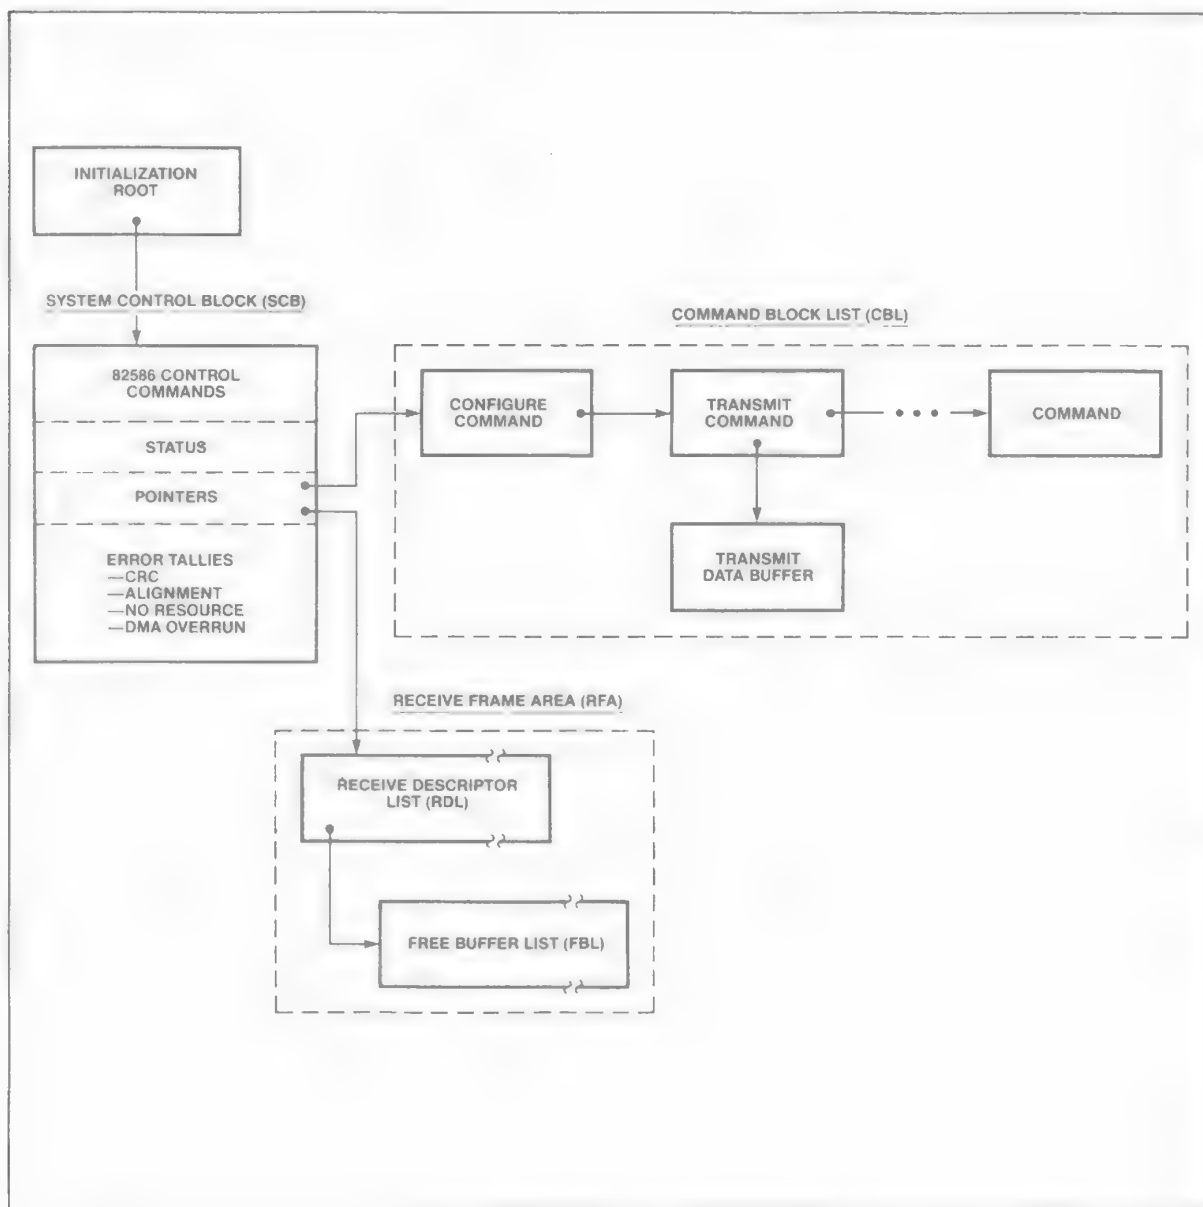 INITIALIZATION
ROOT
SYSTEM CONTROL BLOCK (SCB)
82586 CONTROL
COMMANDS
STATUS
POINTERS
ERROR TALLIES
—CRC
—ALIGNMENT
—NO RESOURCE
—DMA OVERRUN
COMMAND BLOCK LIST (CBL)
CONFIGURE
COMMAND
TRANSMIT
COMMAND
COMMAND
TRANSMIT
DATA BUFFER
RECEIVE FRAME AREA (RFA)
RECEIVE DESCRIPTOR
LIST (RDL)
FREE BUFFER LIST (FBL)